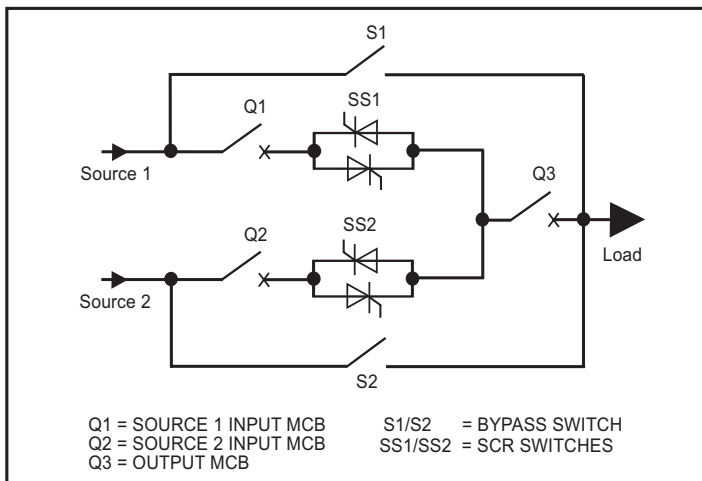 S1
Q1
SS1
Source 1
Q3
Q2
SS2
Load
Source 2
S2
Q1 = SOURCE 1 INPUT MCB
S1/S2 = BYPASS SWITCH
Q2 = SOURCE 2 INPUT MCB
SS1/SS2 = SCR SWITCHES
Q3 = OUTPUT MCB